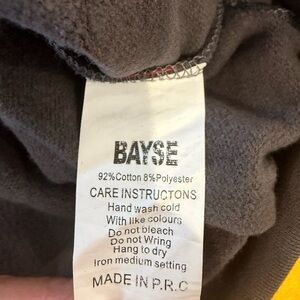 BAYSE
92%Cotton 8%Polyester
CARE INSTRUCTONS
Hand wash cold
With like colours
Do not bleach
Do not Wring
Hang to dry
Iron medium setting
MADE IN P.R.C